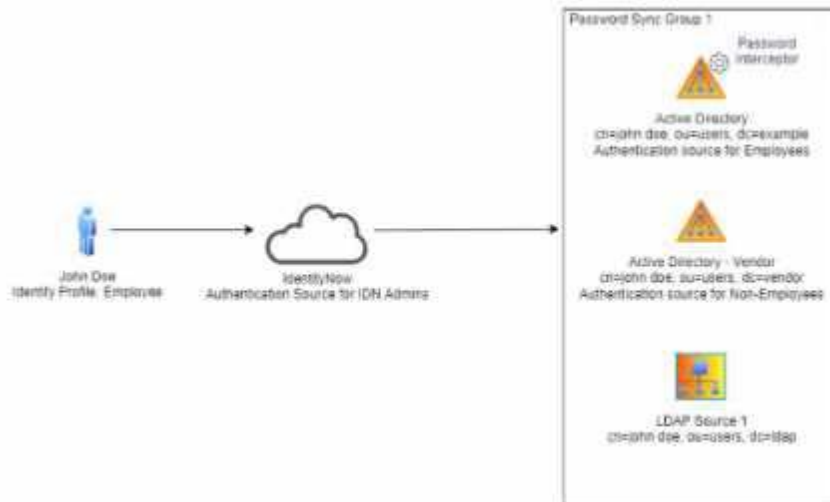 Password Sync Group 1
Password
Interceptor
Active Directory
cn=john doe, ou=users, dc=example
Authentication source for Employees
Active Directory - Vendor
cn=john doe, ou=users, dc=vendor
Authentication source for Non-Employees
LDAP Source 1
cn=john doe, ou=users, dc=ldap
John Doe
Identity Profile: Employee
IdentityNow
Authentication Source for IDN Admins